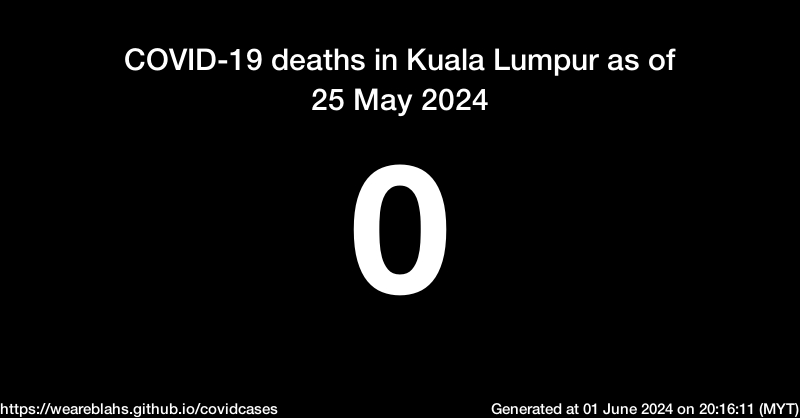 COVID-19 deaths in Kuala Lumpur as of
25 May 2024
0
https://weareblahs.github.io/covidcases
Generated at 01 June 2024 on 20:16:11 (MYT)